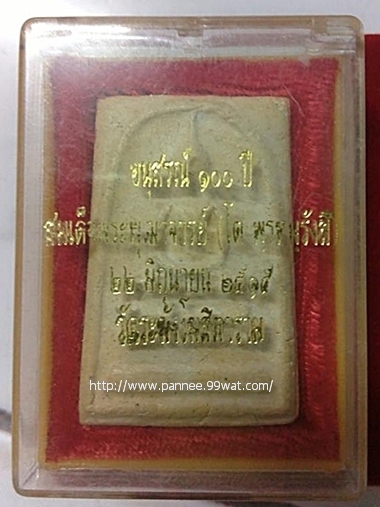 อนุสรณ์ ๑๐๐ ปี
สมเด็จพระพุฒาจารย์ (โต พรหมรังสี)
๒๒ มิถุนายน ๒๕๑๕
วัดระฆังโฆสิตาราม
http://www.pannee.99wat.com/